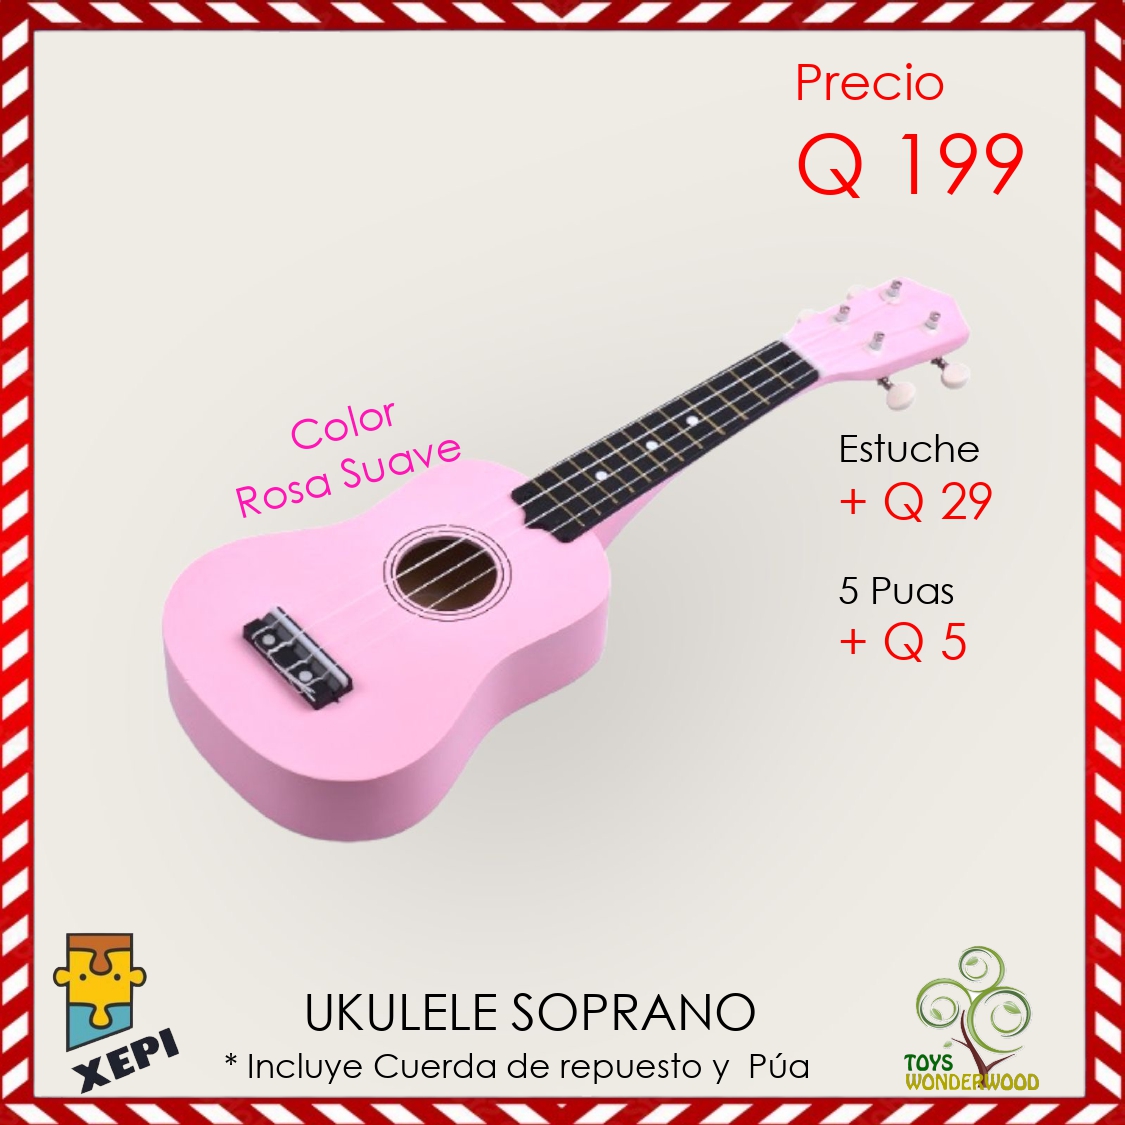 Precio
Q 199
Color
Rosa Suave
Estuche
+ Q 29
5 Puas
+ Q 5
XEPI
UKULELE SOPRANO
* Incluye Cuerda de repuesto y  Púa
TOYS
WONDERWOOD